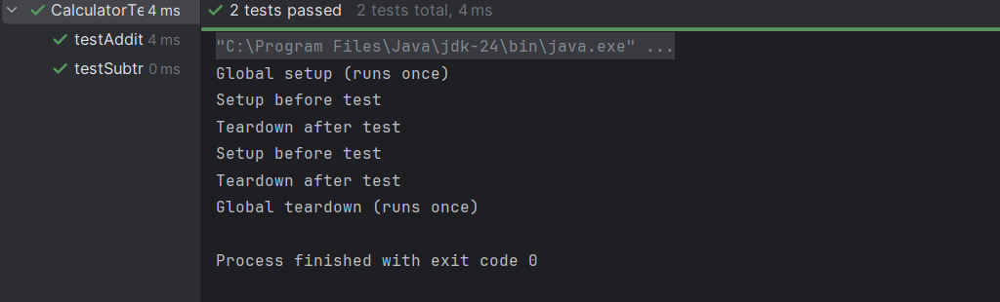 CalculatorTe 4 ms
testAddit 4 ms
testSubtr 0 ms
2 tests passed 2 tests total, 4 ms
"C:\Program Files\Java\jdk-24\bin\java.exe" ...
Global setup (runs once)
Setup before test
Teardown after test
Setup before test
Teardown after test
Global teardown (runs once)
Process finished with exit code 0